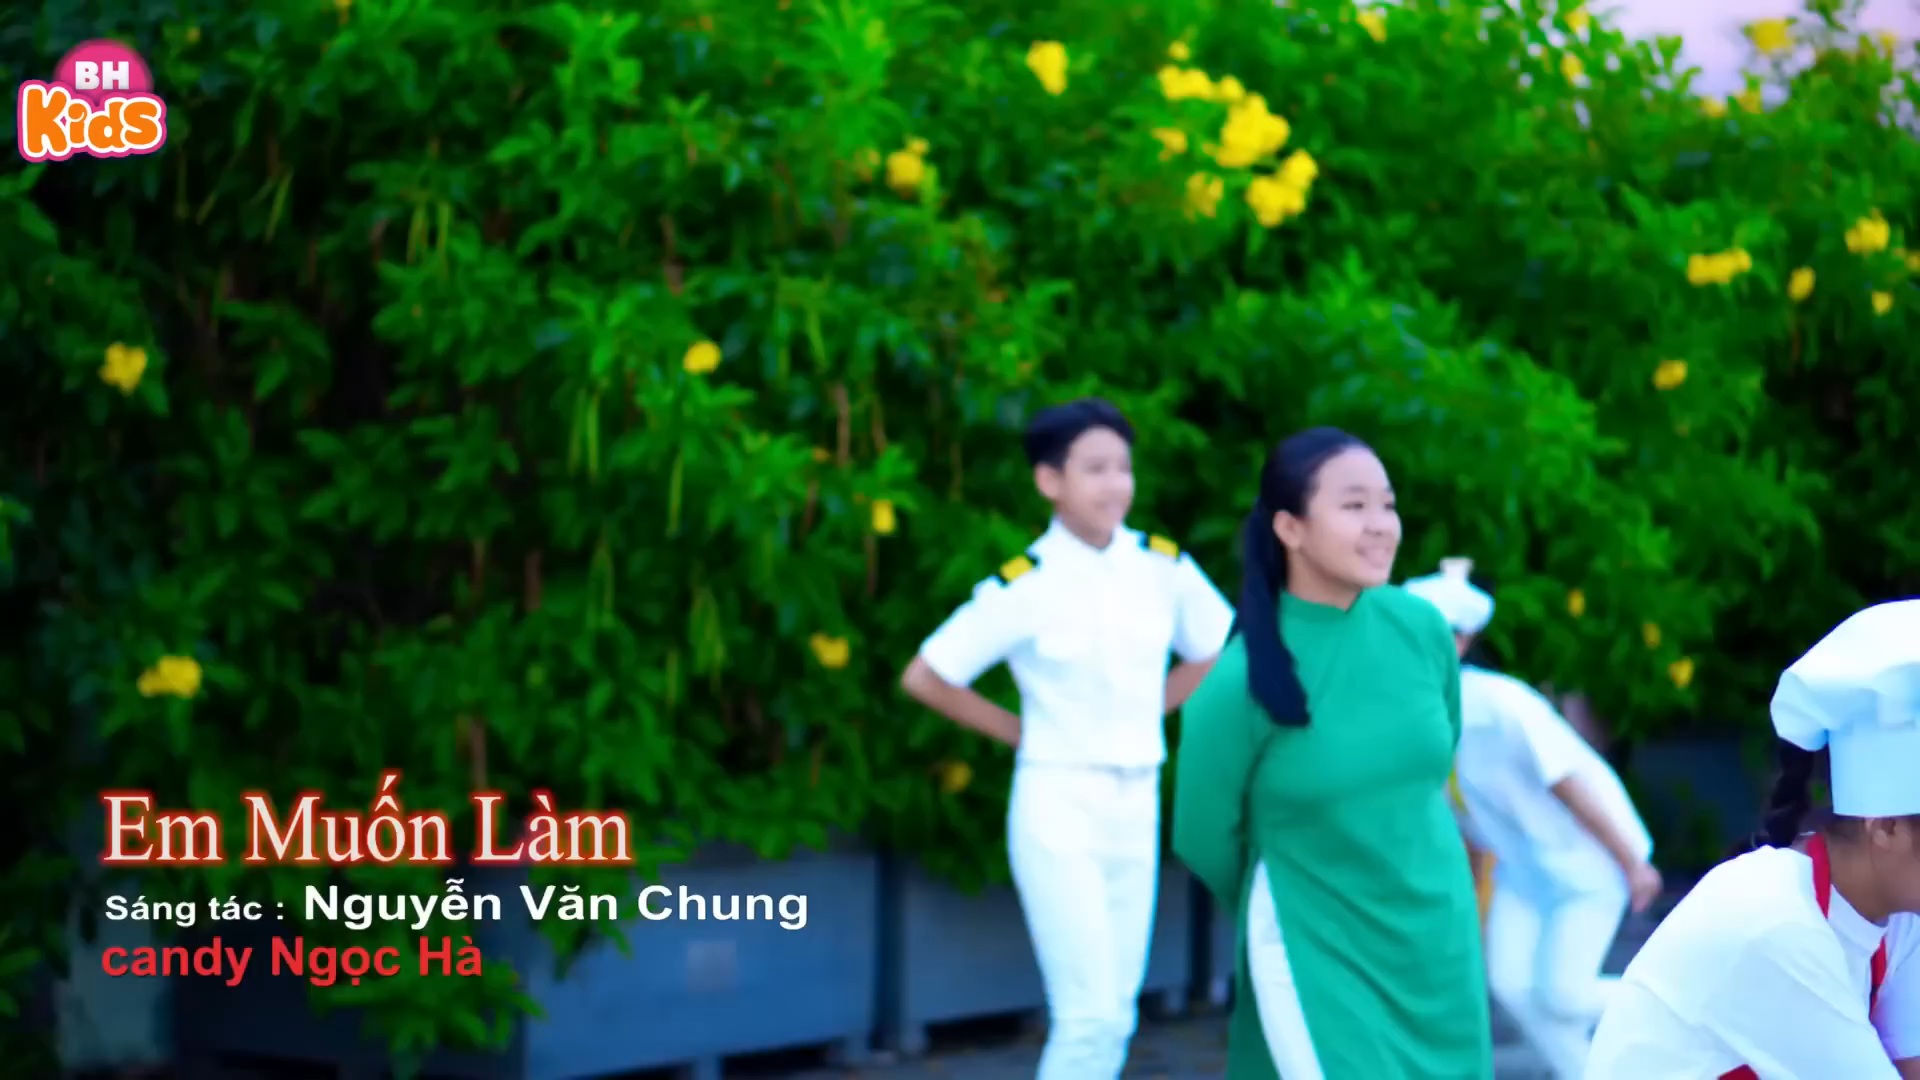 BH
Kids
Em Muốn Làm
Sáng tác : Nguyễn Văn Chung
candy Ngọc Hà